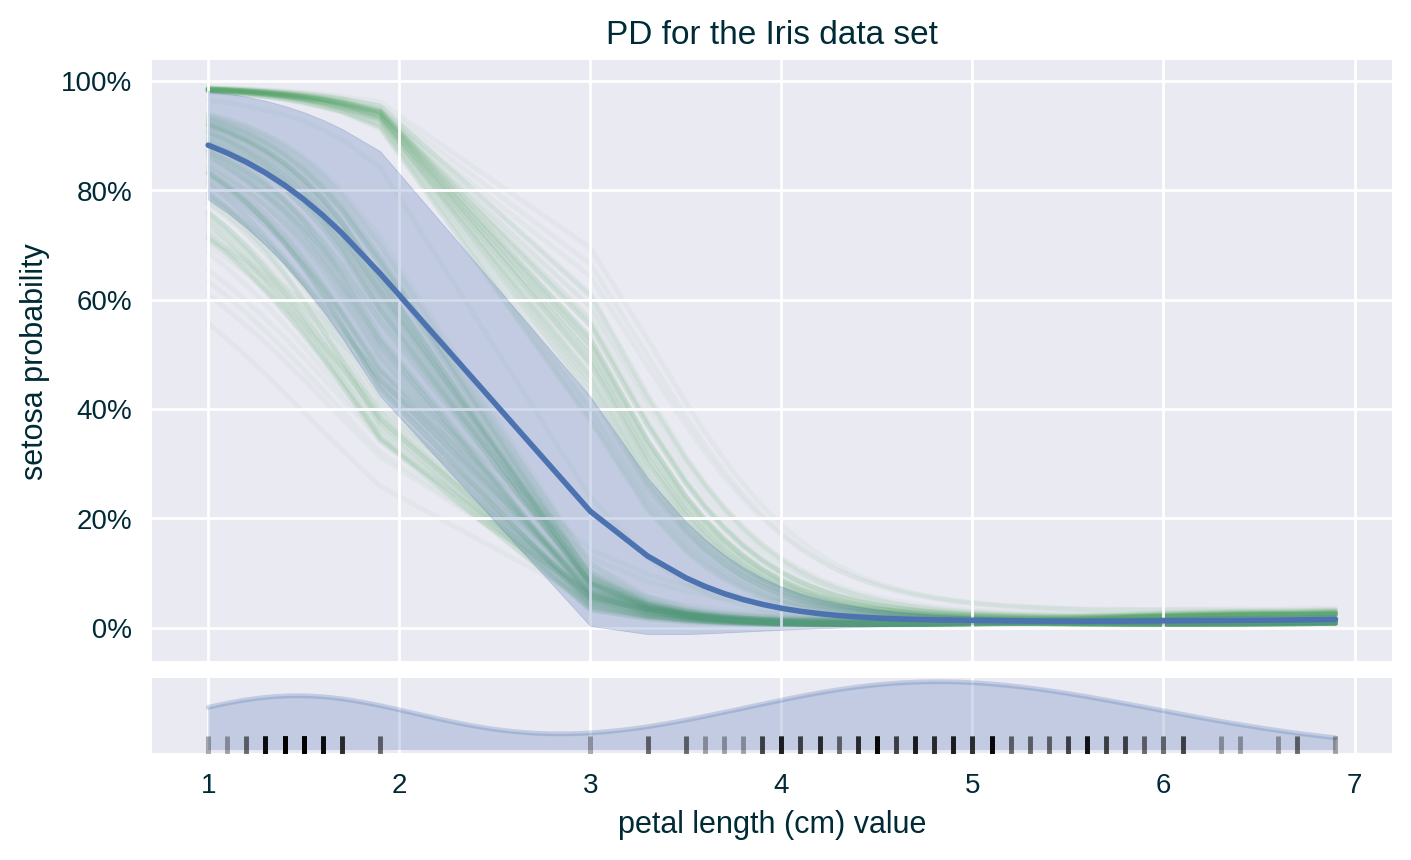 PD for the Iris data set
100%
80%
60%
40%
20%
0%
setosa probability
1 2 3 4 5 6 7
petal length (cm) value